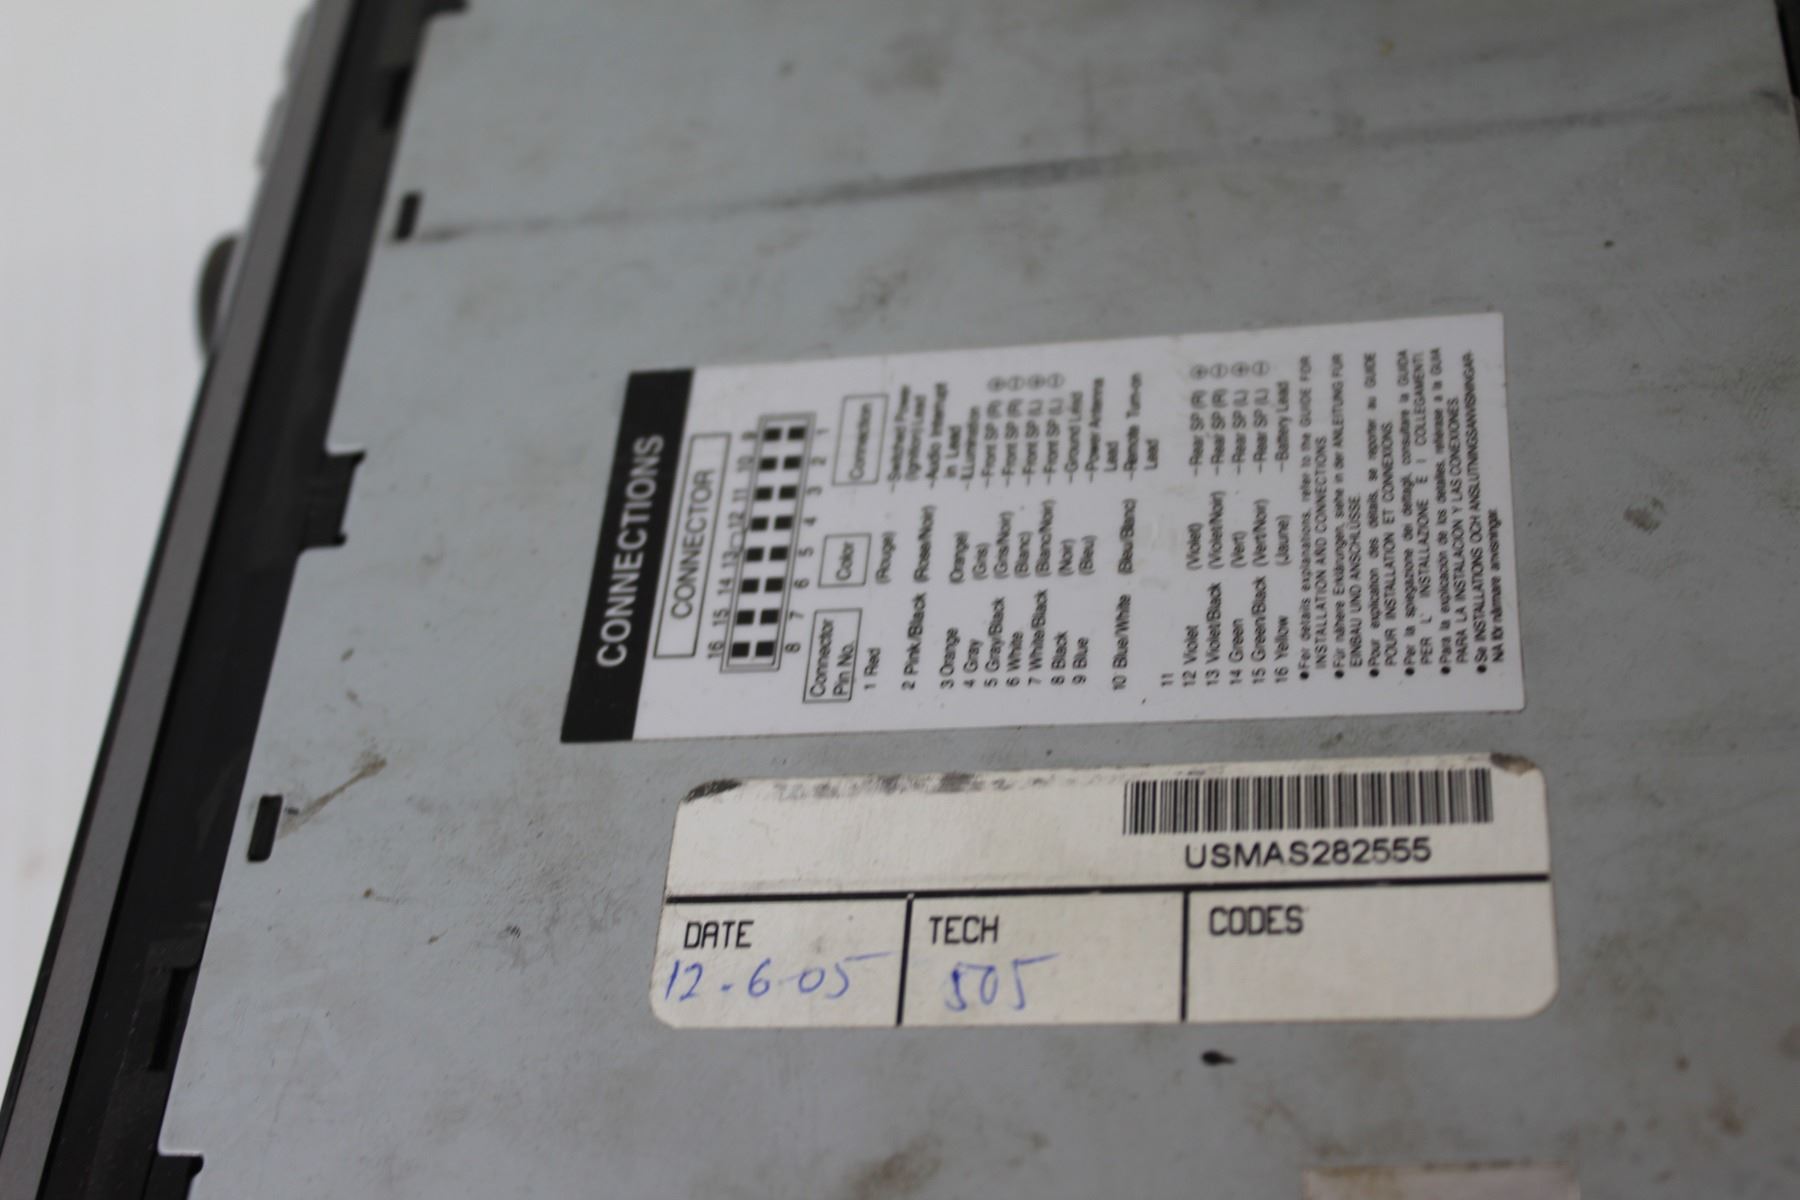 CONNECTIONS
CONNECTOR
16 15 14 13 12 11 10 9
8 7 6 5 4 3 2 1
Connector Pin No. Color Connection
1 Red (Rouge) –Switched Power (Ignition) Lead
2 Pink/Black (Rose/Noir) –Audio Interrupt in Lead
3 Orange (Orange) –ILLumination
4 Gray (Gris) –Front SP (R) ⊕
5 Gray/Black (Gris/Noir) –Front SP (R) ⊖
6 White (Blanc) –Front SP (L) ⊕
7 White/Black (Blanc/Noir) –Front SP (L) ⊖
8 Black (Noir) –Ground Lead
9 Blue (Bleu) –Power Antenna Lead
10 Blue/White (Bleu/Blanc) –Remote Turn-on Lead
11
12 Violet (Violet) –Rear SP (R) ⊕
13 Violet/Black (Violet/Noir) –Rear SP (R) ⊖
14 Green (Vert) –Rear SP (L) ⊕
15 Green/Black (Vert/Noir) –Rear SP (L) ⊖
16 Yellow (Jaune) –Battery Lead
●For details explanations, refer to the GUIDE FOR
INSTALLATION AND CONNECTIONS.
●Für nähere Erklärungen, siehe in der ANLEITUNG FUR
EINBAU UND ANSCHLÜSSE.
●Pour explication des détails, se reporter au GUIDE
POUR INSTALLATION ET CONNEXIONS.
●Per la spiegazione dei dettagli, consultare la GUIDA
PER L' INSTALLAZIONE E I COLLEGAMENTI
●Para la explicación de los detalles, refiérase a la GUIA
PARA LA INSTALACION Y LAS CONEXIONES.
●Se INSTALLATIONS OCH ANSLUTNINGSANVISNINGAR-
NA för närmare anvisningar.
USMAS282555
DATE TECH CODES
12-6-05 505